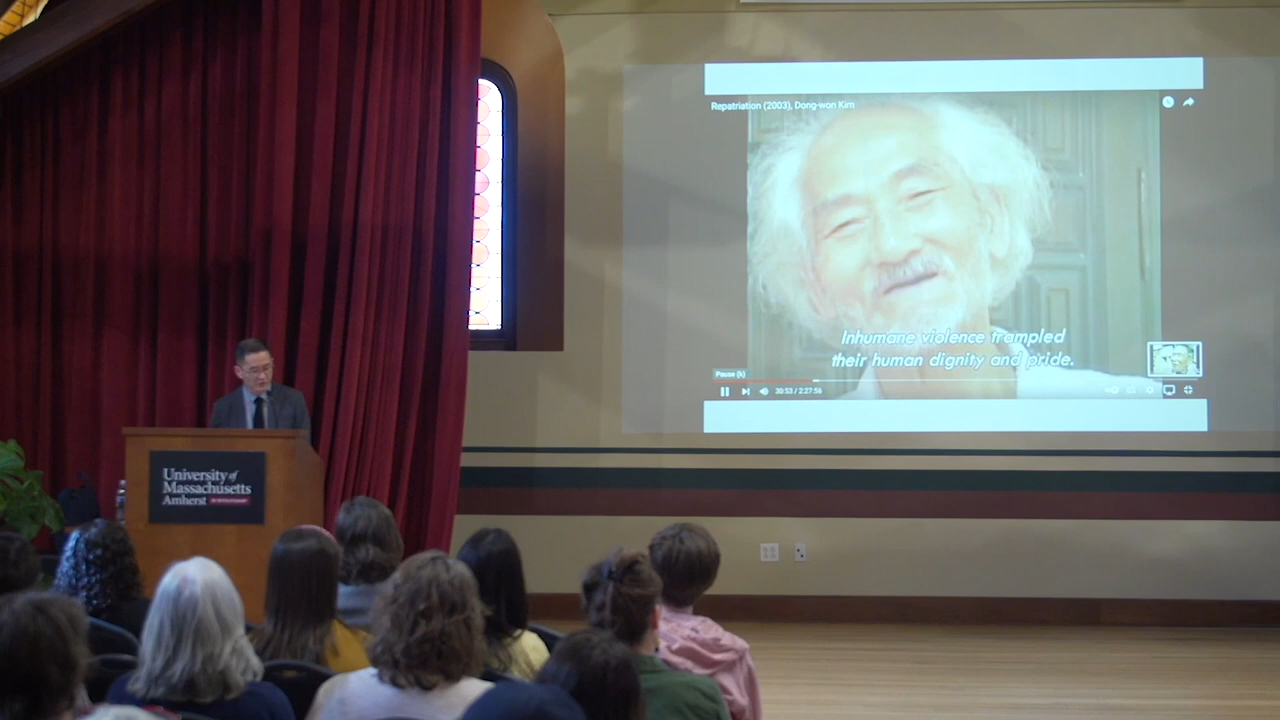 Repatriation (2003), Dong-won Kim
Inhumane violence trampled
their human dignity and pride.
Pause (k)
30:53 / 2:27:56
University of
Massachusetts
Amherst